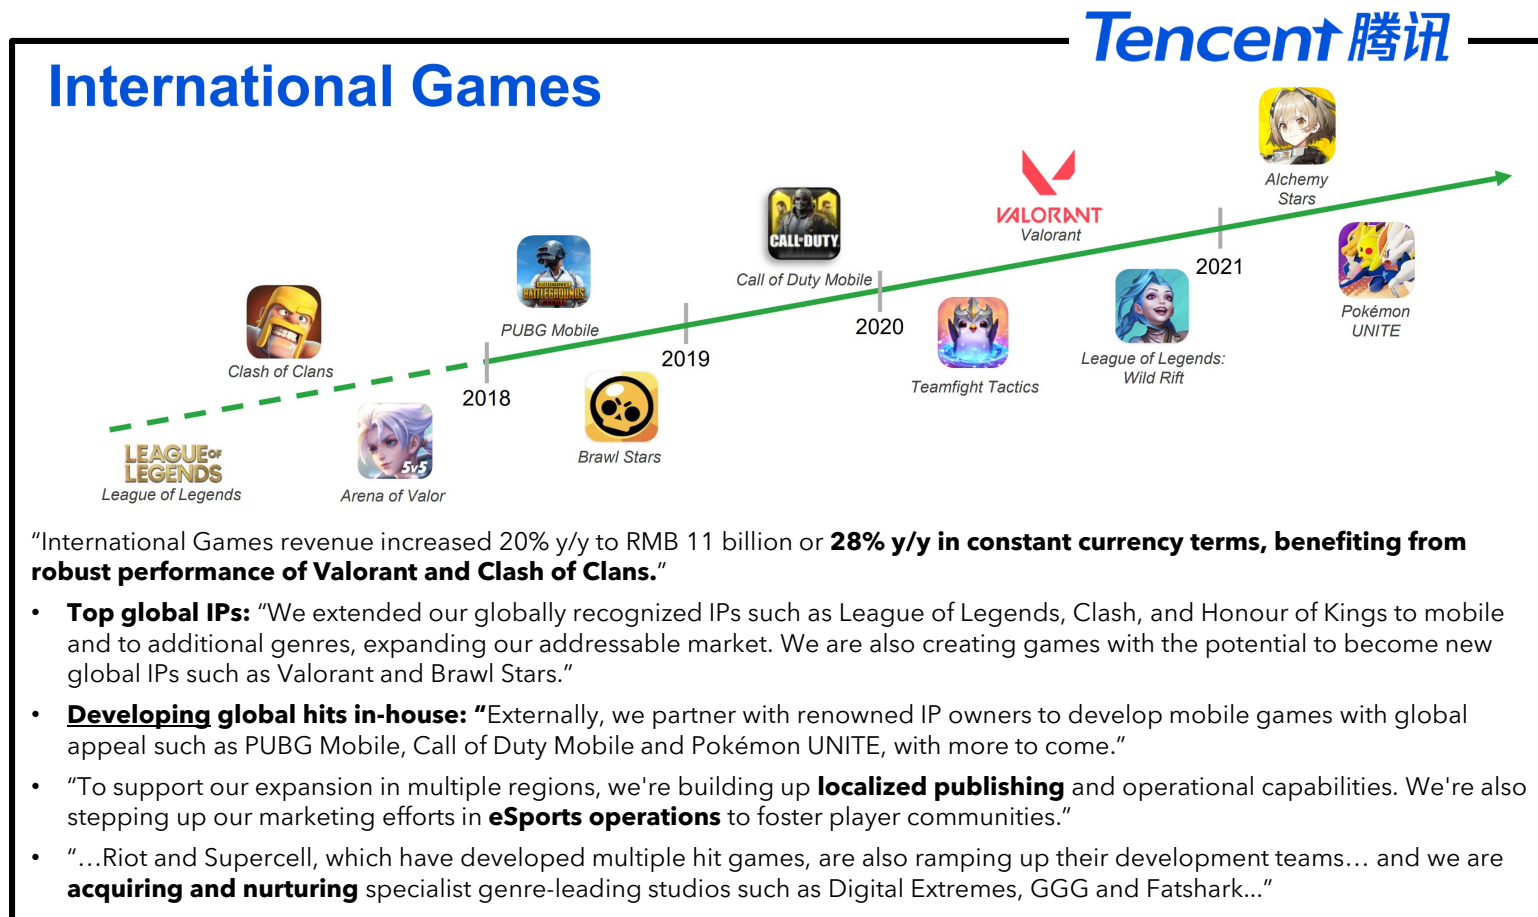 Tencent 腾讯
International Games
Alchemy
Stars
VALORANT
Valorant
CALL OF DUTY
Call of Duty Mobile
2021
Pokémon
UNITE
BATTLEGROUNDS
PUBG Mobile
2020
Clash of Clans
2019
Teamfight Tactics
League of Legends:
Wild Rift
2018
Brawl Stars
LEAGUE OF
LEGENDS
League of Legends
5v5
Arena of Valor
“International Games revenue increased 20% y/y to RMB 11 billion or 28% y/y in constant currency terms, benefiting from
robust performance of Valorant and Clash of Clans.”
• Top global IPs: “We extended our globally recognized IPs such as League of Legends, Clash, and Honour of Kings to mobile
and to additional genres, expanding our addressable market. We are also creating games with the potential to become new
global IPs such as Valorant and Brawl Stars.”
• Developing global hits in-house: “Externally, we partner with renowned IP owners to develop mobile games with global
appeal such as PUBG Mobile, Call of Duty Mobile and Pokémon UNITE, with more to come.”
• “To support our expansion in multiple regions, we're building up localized publishing and operational capabilities. We're also
stepping up our marketing efforts in eSports operations to foster player communities.”
• “…Riot and Supercell, which have developed multiple hit games, are also ramping up their development teams… and we are
acquiring and nurturing specialist genre-leading studios such as Digital Extremes, GGG and Fatshark...”